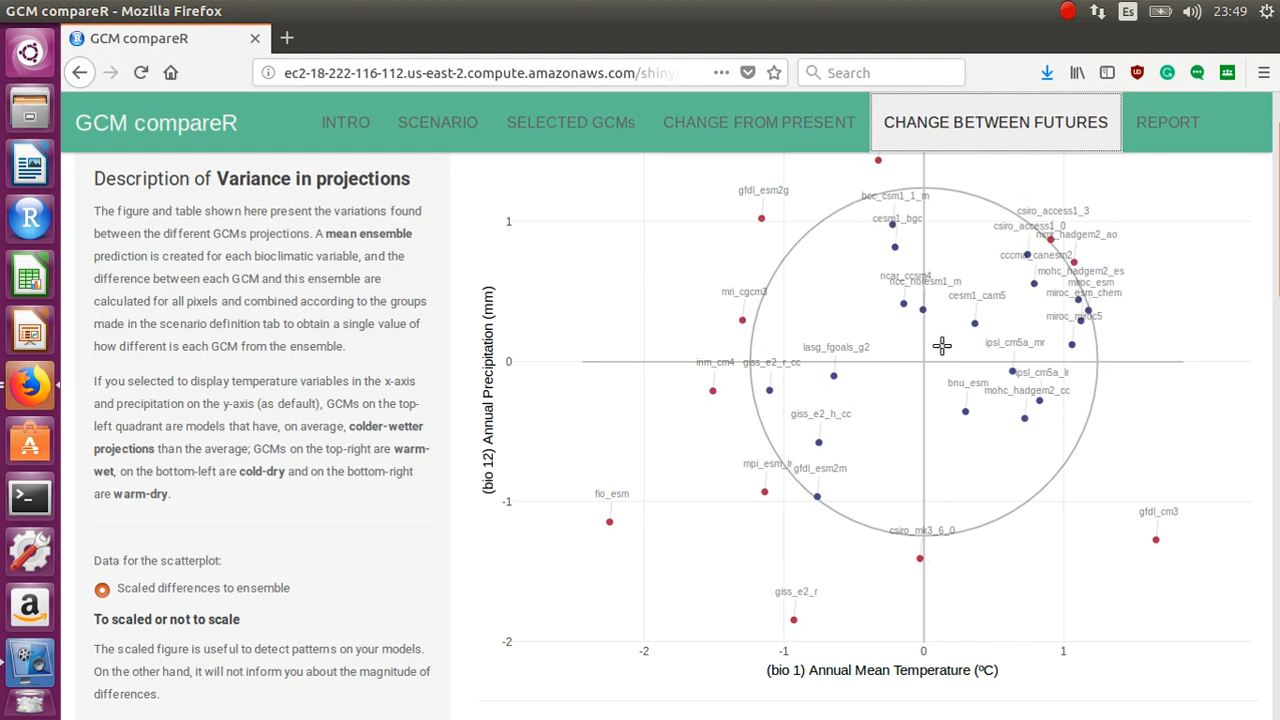 GCM compareR - Mozilla Firefox
Es
23:49
GCM compareR
ec2-18-222-116-112.us-east-2.compute.amazonaws.com/shiny
Search
GCM compareR
INTRO
SCENARIO
SELECTED GCMs
CHANGE FROM PRESENT
CHANGE BETWEEN FUTURES
REPORT
Description of Variance in projections
The figure and table shown here present the variations found
between the different GCMs projections. A mean ensemble
prediction is created for each bioclimatic variable, and the
difference between each GCM and this ensemble are
calculated for all pixels and combined according to the groups
made in the scenario definition tab to obtain a single value of
how different is each GCM from the ensemble.
If you selected to display temperature variables in the x-axis
and precipitation on the y-axis (as default), GCMs on the top-
left quadrant are models that have, on average, colder-wetter
projections than the average; GCMs on the top-right are warm-
wet, on the bottom-left are cold-dry and on the bottom-right
are warm-dry.
Data for the scatterplot:
Scaled differences to ensemble
To scaled or not to scale
The scaled figure is useful to detect patterns on your models.
On the other hand, it will not inform you about the magnitude of
differences.
(bio 12) Annual Precipitation (mm)
1
0
-1
-2
gfdl_esm2g
bcc_csm1_1_m
cesm1_bgc
csiro_access1_3
csiro_access1_0
nimr_hadgem2_ao
cccma_canesm2
mohc_hadgem2_es
miroc_esm
miroc_esm_chem
miroc_miroc5
ncar_ccsm4
ncc_noresm1_m
cesm1_cam5
mri_cgcm3
lasg_fgoals_g2
ipsl_cm5a_mr
inm_cm4
giss_e2_r_cc
ipsl_cm5a_lr
bnu_esm
mohc_hadgem2_cc
giss_e2_h_cc
mpi_esm_lr
gfdl_esm2m
fio_esm
csiro_mk3_6_0
gfdl_cm3
giss_e2_r
-2
-1
0
1
(bio 1) Annual Mean Temperature (ºC)